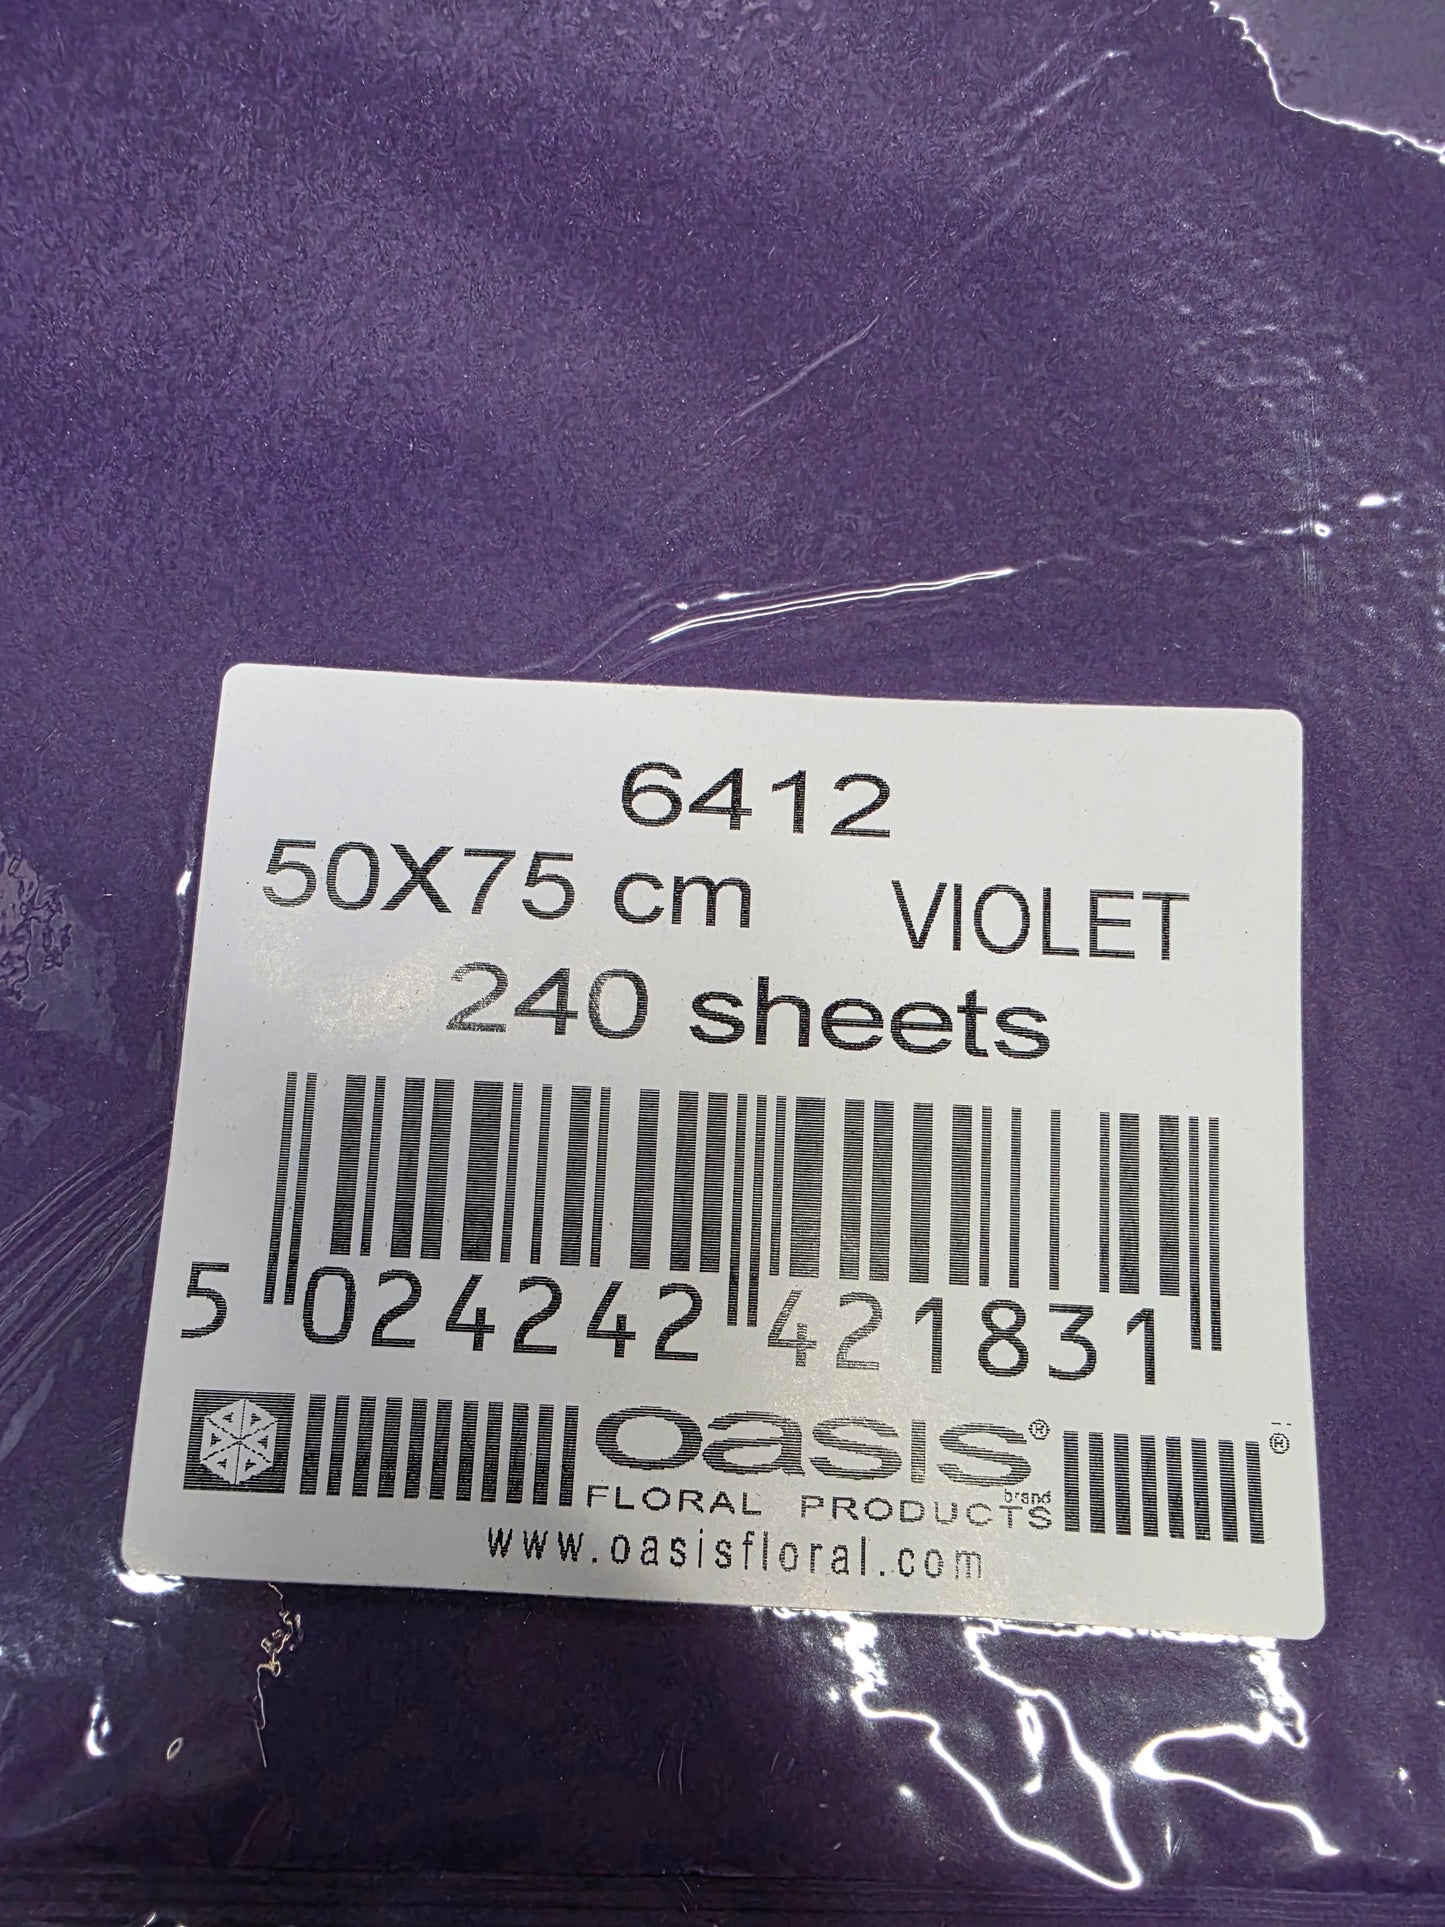 6412
50X75 cm VIOLET
240 sheets
5 024242 421831
oasis® ®
brand
FLORAL PRODUCTS
www.oasisfloral.com